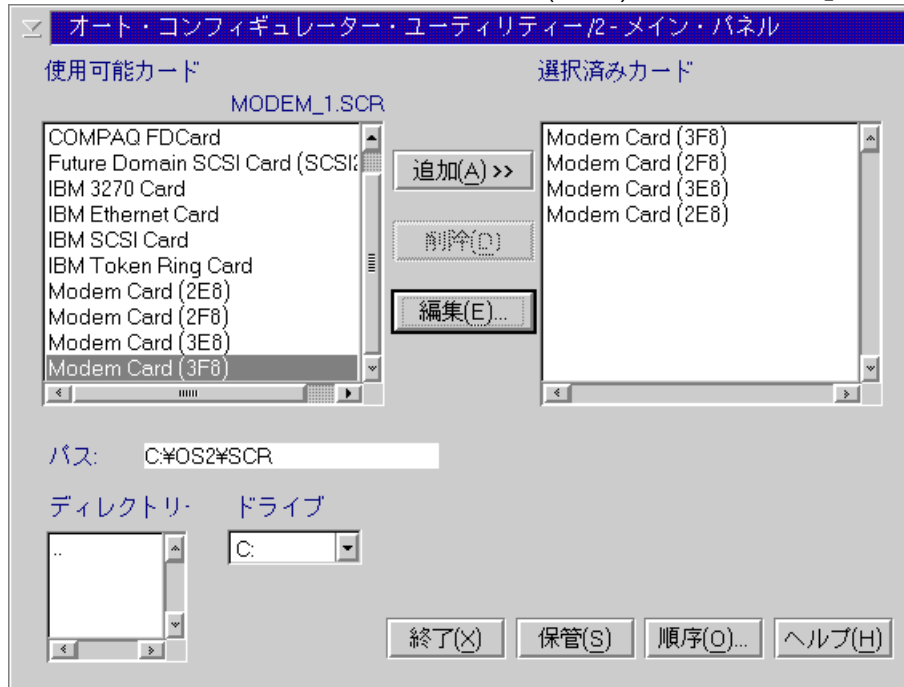 オート・コンフィギュレーター・ユーティリティー/2 - メイン・パネル
使用可能カード
選択済みカード
MODEM_1.SCR
COMPAQ FDCard
Future Domain SCSI Card (SCSI2
IBM 3270 Card
IBM Ethernet Card
IBM SCSI Card
IBM Token Ring Card
Modem Card (2E8)
Modem Card (2F8)
Modem Card (3E8)
Modem Card (3F8)
追加(A) >>
削除(D)
編集(E)...
Modem Card (3F8)
Modem Card (2F8)
Modem Card (3E8)
Modem Card (2E8)
パス: C:¥OS2¥SCR
ディレクトリ-
ドライブ
..
C:
終了(X)
保管(S)
順序(O)...
ヘルプ(H)